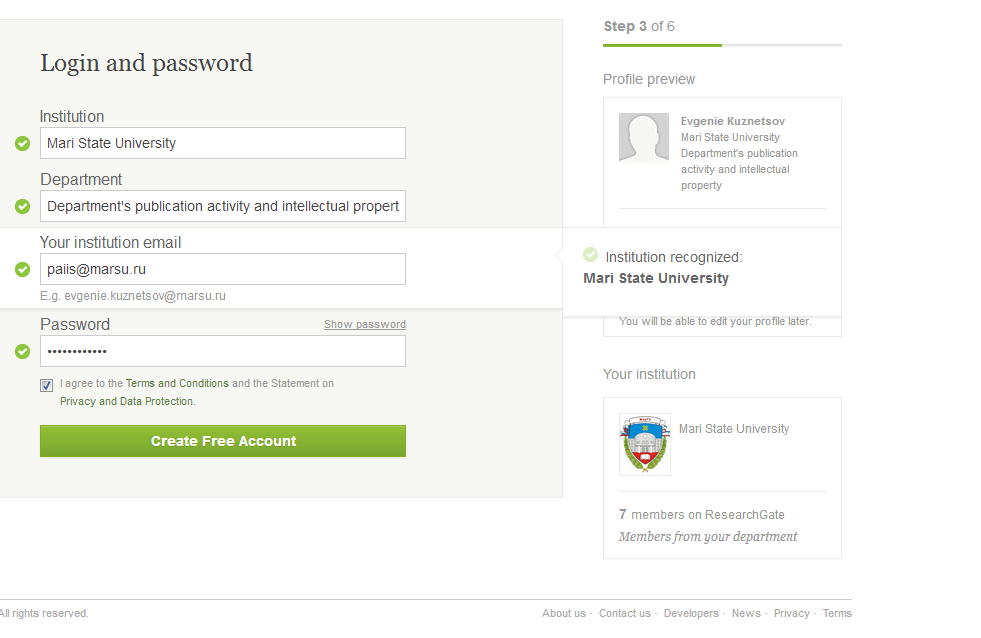 Login and password
Institution
Mari State University
Department
Department's publication activity and intellectual propert
Your institution email
paiis@marsu.ru
E.g. evgenie.kuznetsov@marsu.ru
Password
Show password
••••••••••••
I agree to the Terms and Conditions and the Statement on
Privacy and Data Protection.
Create Free Account
Step 3 of 6
Profile preview
Evgenie Kuznetsov
Mari State University
Department's publication
activity and intellectual
property
Institution recognized:
Mari State University
You will be able to edit your profile later.
Your institution
Mari State University
7 members on ResearchGate
Members from your department
All rights reserved.
About us · Contact us · Developers · News · Privacy · Terms